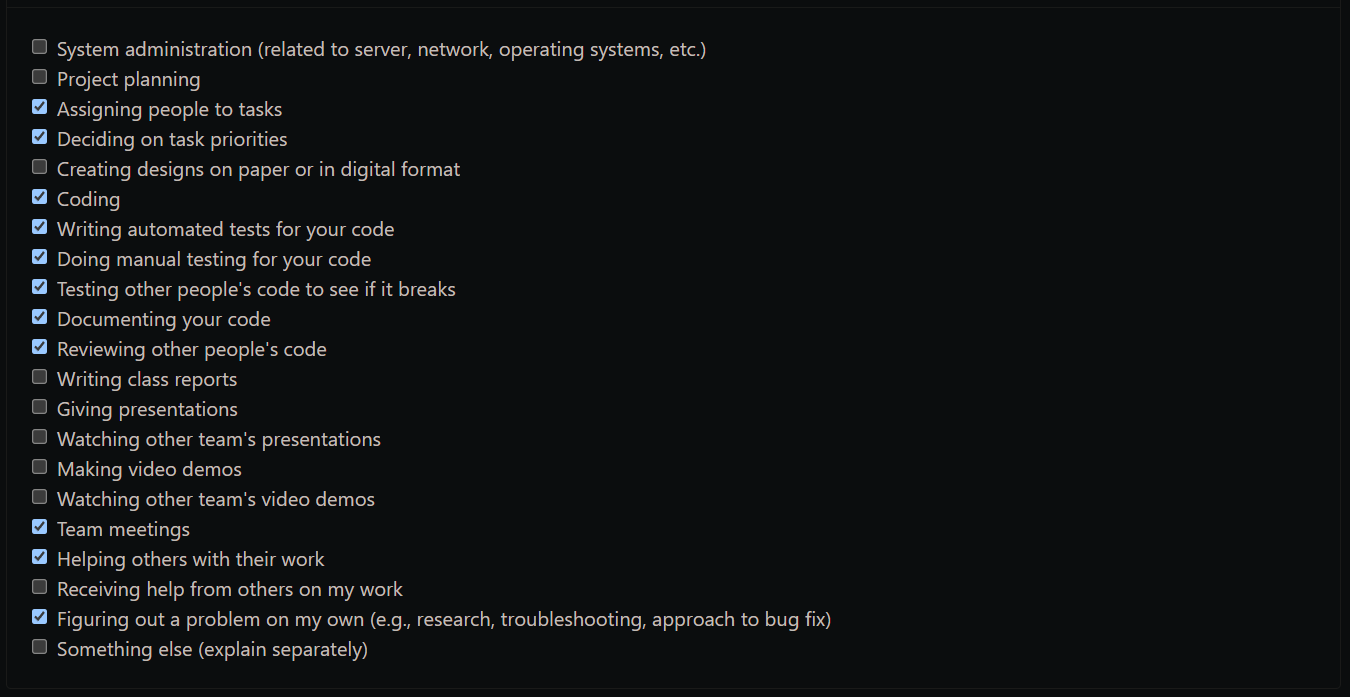 System administration (related to server, network, operating systems, etc.)
Project planning
Assigning people to tasks
Deciding on task priorities
Creating designs on paper or in digital format
Coding
Writing automated tests for your code
Doing manual testing for your code
Testing other people's code to see if it breaks
Documenting your code
Reviewing other people's code
Writing class reports
Giving presentations
Watching other team's presentations
Making video demos
Watching other team's video demos
Team meetings
Helping others with their work
Receiving help from others on my work
Figuring out a problem on my own (e.g., research, troubleshooting, approach to bug fix)
Something else (explain separately)